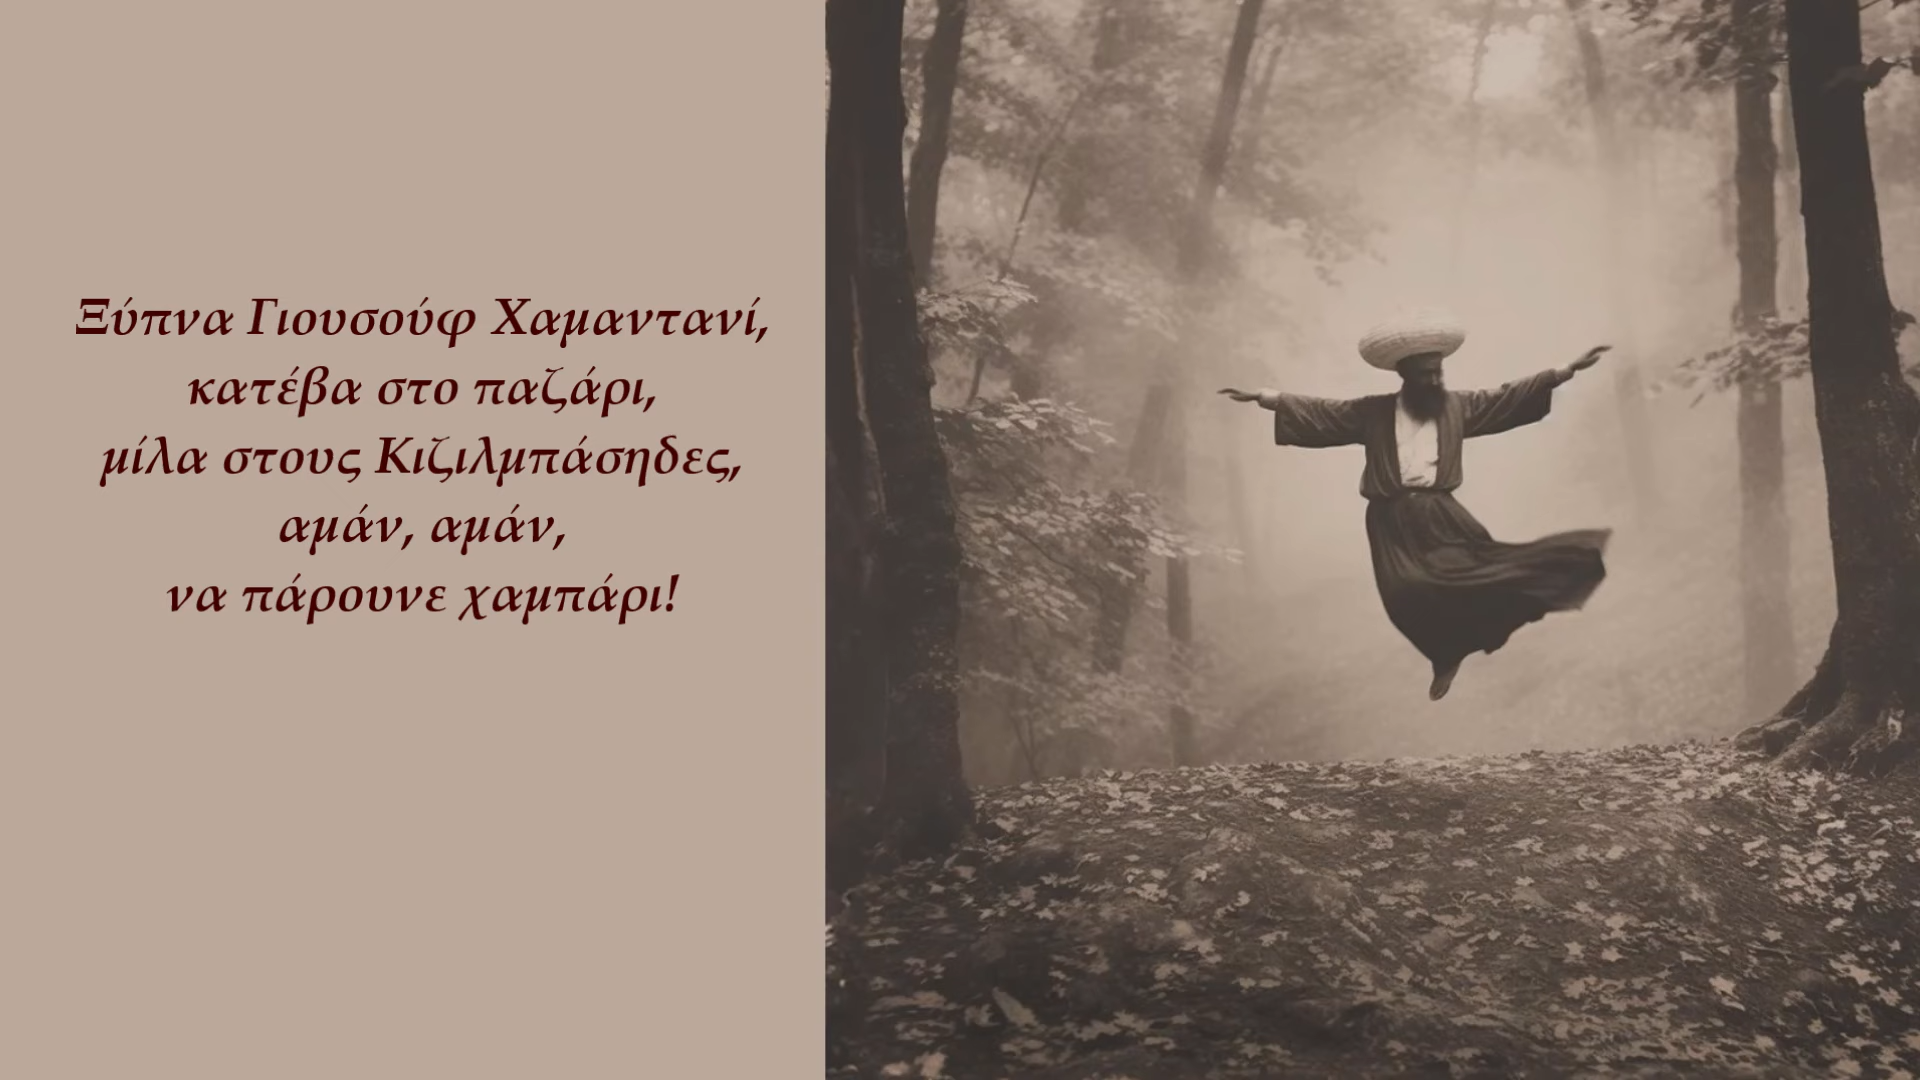 Ξύπνα Γιουσούφ Χαμαντανί,
κατέβα στο παζάρι,
μίλα στους Κιζιλμπάσηδες,
αμάν, αμάν,
να πάρουνε χαμπάρι!